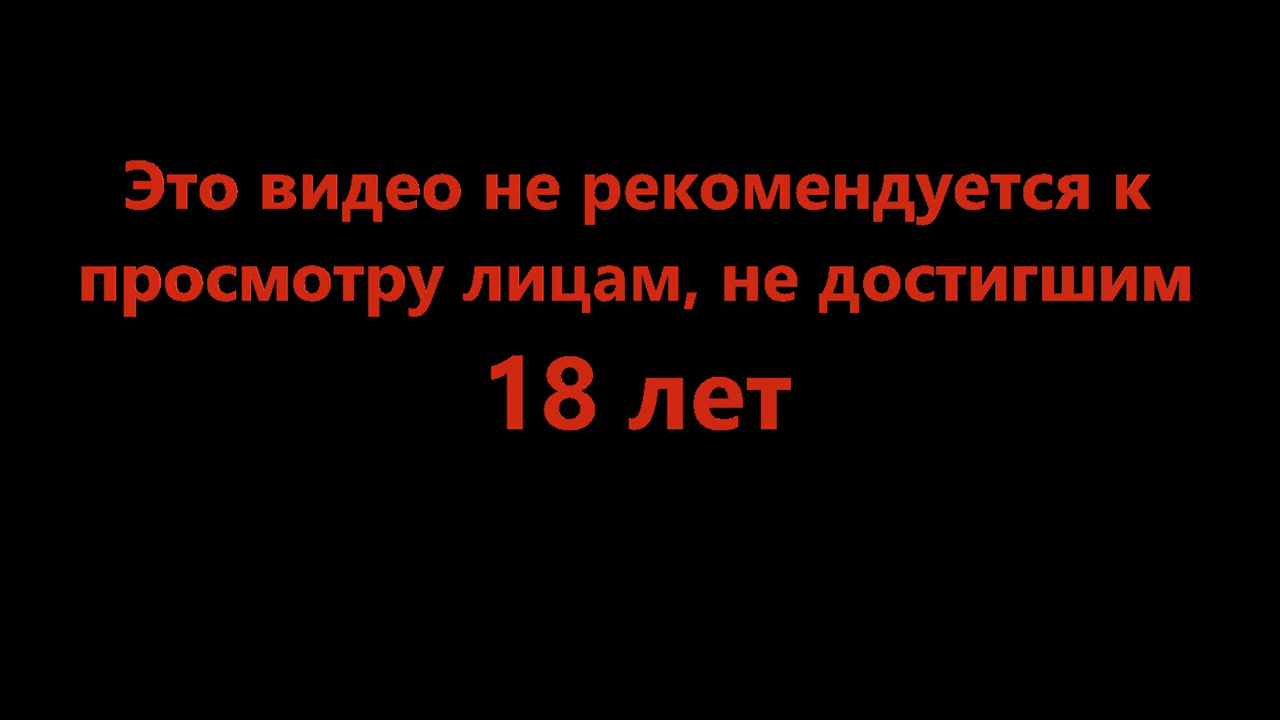 Это видео не рекомендуется к
просмотру лицам, не достигшим
18 лет